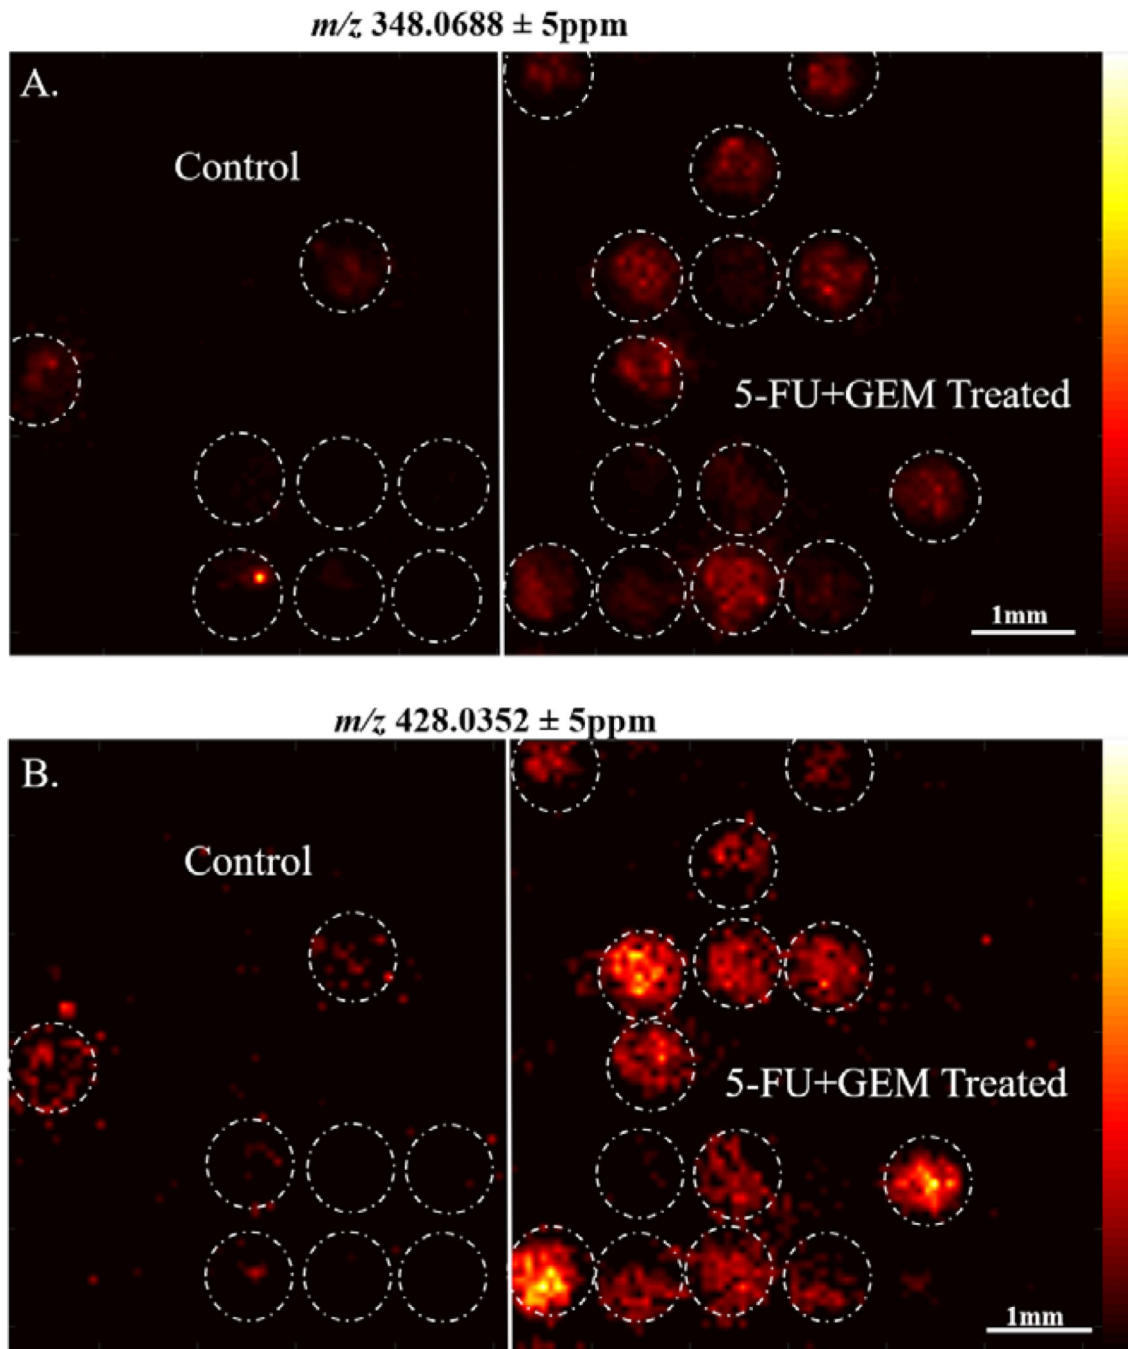 m/z 348.0688 ± 5ppm
A.
Control
5-FU+GEM Treated
1mm
m/z 428.0352 ± 5ppm
B.
Control
5-FU+GEM Treated
1mm